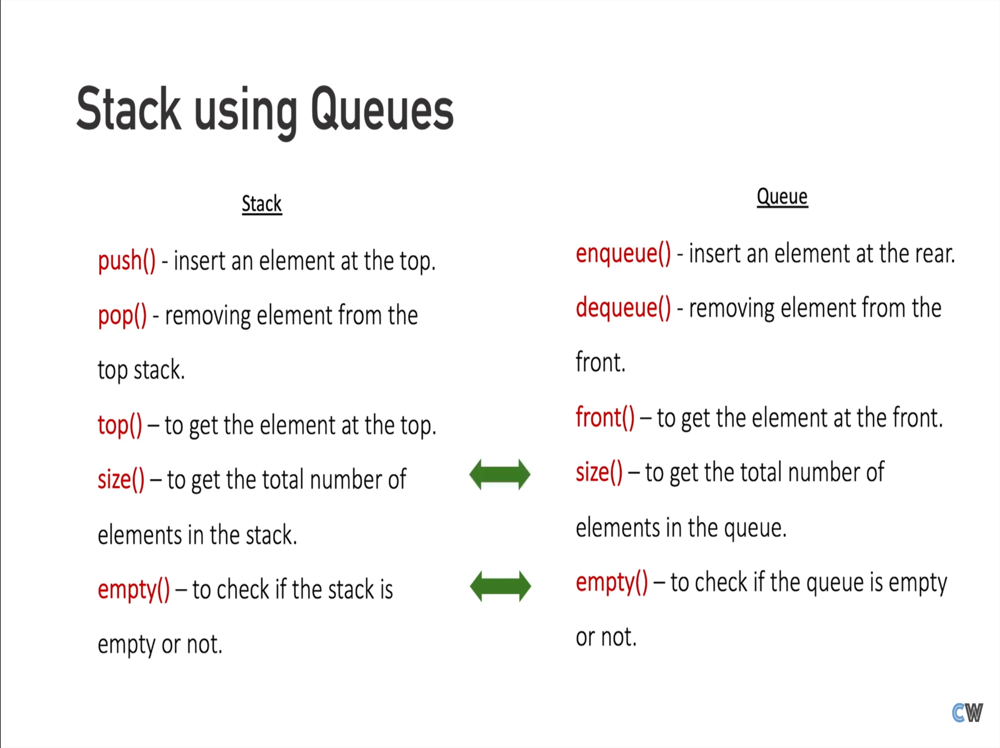 Stack using Queues
Stack
push() - insert an element at the top.
pop() - removing element from the
top stack.
top() – to get the element at the top.
size() – to get the total number of
elements in the stack.
empty() – to check if the stack is
empty or not.
Queue
enqueue() - insert an element at the rear.
dequeue() - removing element from the
front.
front() – to get the element at the front.
size() – to get the total number of
elements in the queue.
empty() – to check if the queue is empty
or not.
CW